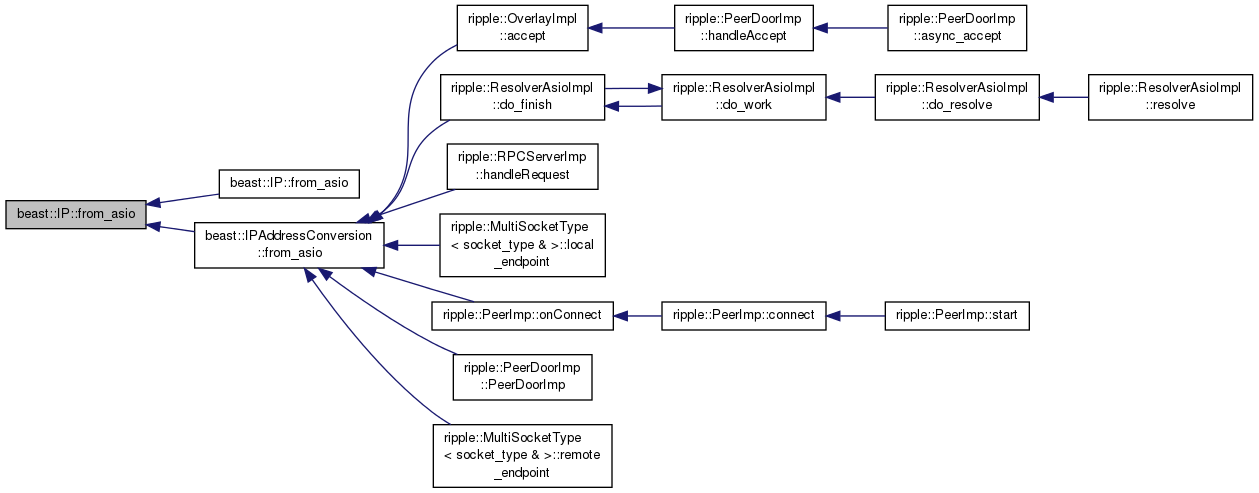 beast::IP::from_asio
beast::IP::from_asio
beast::IPAddressConversion
::from_asio
ripple::OverlayImpl
::accept
ripple::PeerDoorImp
::handleAccept
ripple::PeerDoorImp
::async_accept
ripple::ResolverAsioImpl
::do_finish
ripple::ResolverAsioImpl
::do_work
ripple::ResolverAsioImpl
::do_resolve
ripple::ResolverAsioImpl
::resolve
ripple::RPCServerImp
::handleRequest
ripple::MultiSocketType
< socket_type & >::local
_endpoint
ripple::PeerImp::onConnect
ripple::PeerImp::connect
ripple::PeerImp::start
ripple::PeerDoorImp
::PeerDoorImp
ripple::MultiSocketType
< socket_type & >::remote
_endpoint